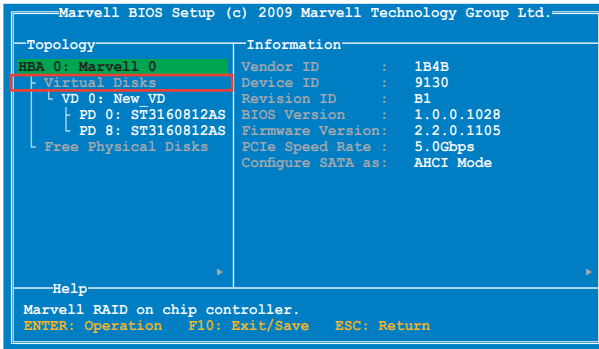 Marvell BIOS Setup (c) 2009 Marvell Technology Group Ltd.
Topology
HBA 0: Marvell 0
Virtual Disks
VD 0: New_VD
PD 0: ST3160812AS
PD 8: ST3160812AS
Free Physical Disks
Information
Vendor ID : 1B4B
Device ID : 9130
Revision ID : B1
BIOS Version : 1.0.0.1028
Firmware Version: 2.2.0.1105
PCIe Speed Rate : 5.0Gbps
Configure SATA as: AHCI Mode
Help
Marvell RAID on chip controller.
ENTER: Operation F10: Exit/Save ESC: Return